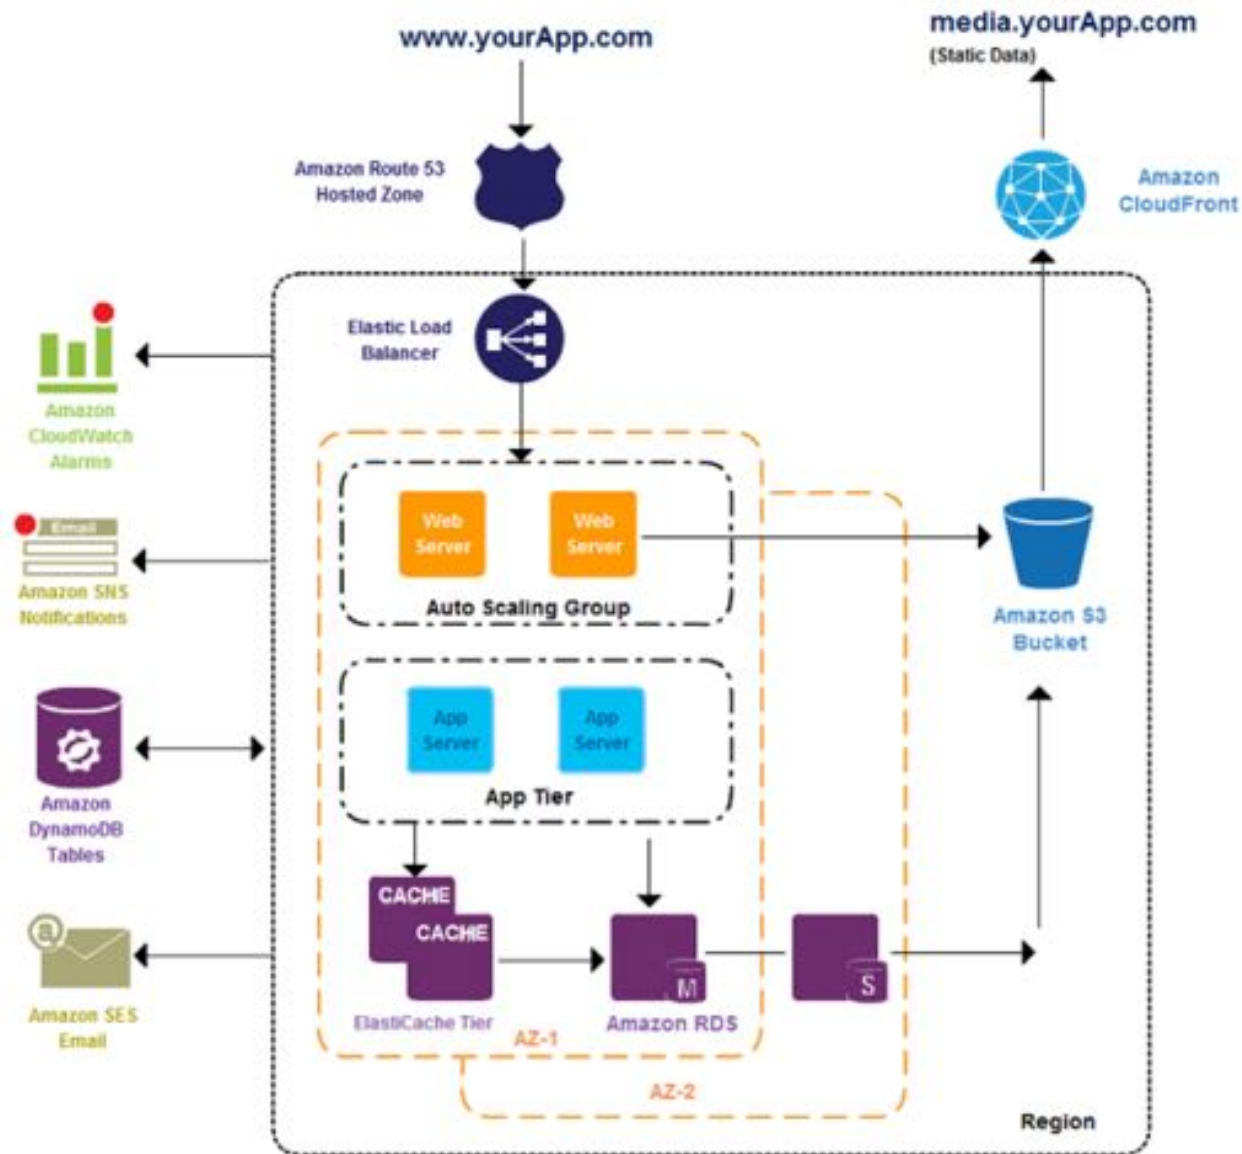 www.yourApp.com
media.yourApp.com
(Static Data)
Amazon Route 53
Hosted Zone
Amazon
CloudFront
Elastic Load
Balancer
Amazon
CloudWatch
Alarms
Web
Server
Web
Server
Auto Scaling Group
Email
Amazon SNS
Notifications
Amazon S3
Bucket
App
Server
App
Server
App Tier
Amazon
DynamoDB
Tables
CACHE
CACHE
ElastiCache Tier
M
Amazon RDS
S
@
Amazon SES
Email
AZ-1
AZ-2
Region